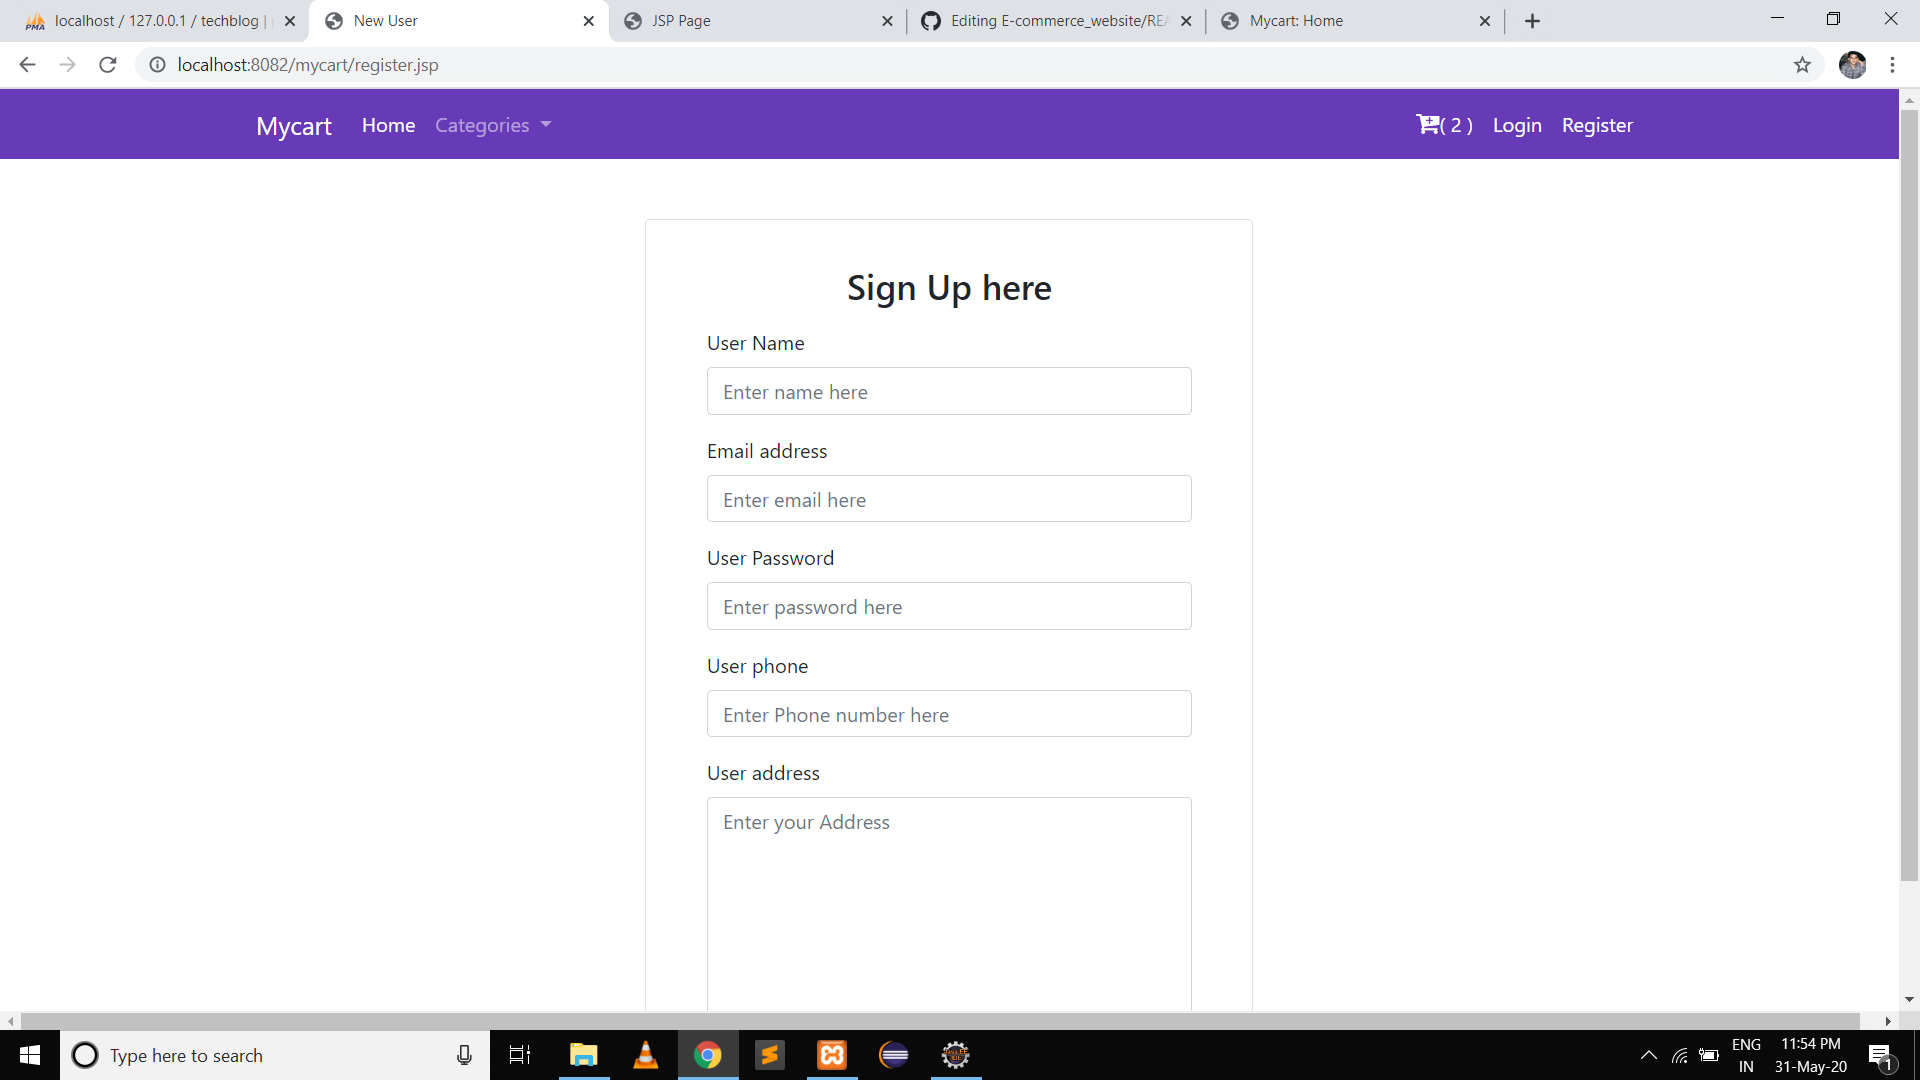 localhost / 127.0.0.1 / techblog |
New User
JSP Page
Editing E-commerce_website/REA
Mycart: Home
localhost:8082/mycart/register.jsp
Mycart Home Categories ( 2 ) Login Register
Sign Up here
User Name
Enter name here
Email address
Enter email here
User Password
Enter password here
User phone
Enter Phone number here
User address
Enter your Address
Type here to search
ENG
IN
11:54 PM
31-May-20
1
PMA